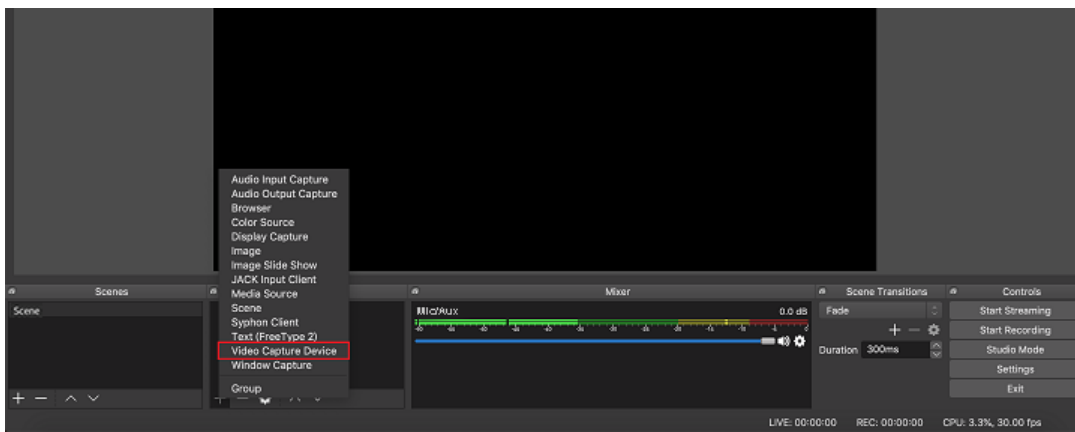 Audio Input Capture
Audio Output Capture
Browser
Color Source
Display Capture
Image
Image Slide Show
JACK Input Client
Media Source
Scene
Syphon Client
Text (FreeType 2)
Video Capture Device
Window Capture
Group
Scenes
Scene
Mixer
Mic/Aux
0.0 dB
Scene Transitions
Fade
Duration 300ms
Controls
Start Streaming
Start Recording
Studio Mode
Settings
Exit
LIVE: 00:00:00 REC: 00:00:00 CPU: 3.3%, 30.00 fps